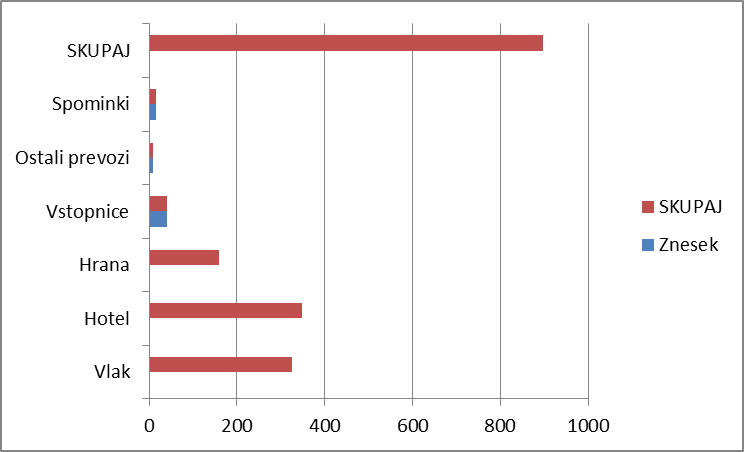 SKUPAJ
Spominki
Ostali prevozi
Vstopnice
Hrana
Hotel
Vlak
0 200 400 600 800 1000
SKUPAJ
Znesek